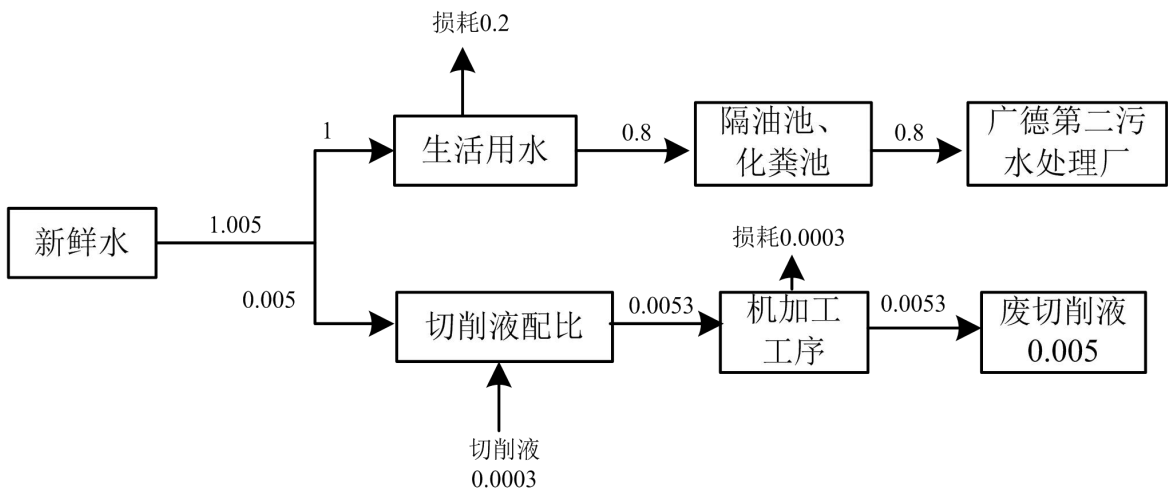 损耗0.2
1
生活用水
0.8
隔油池、
化粪池
0.8
广德第二污
水处理厂
新鲜水
1.005
0.005
切削液配比
0.0053
损耗0.0003
机加工
工序
0.0053
废切削液
0.005
切削液
0.0003